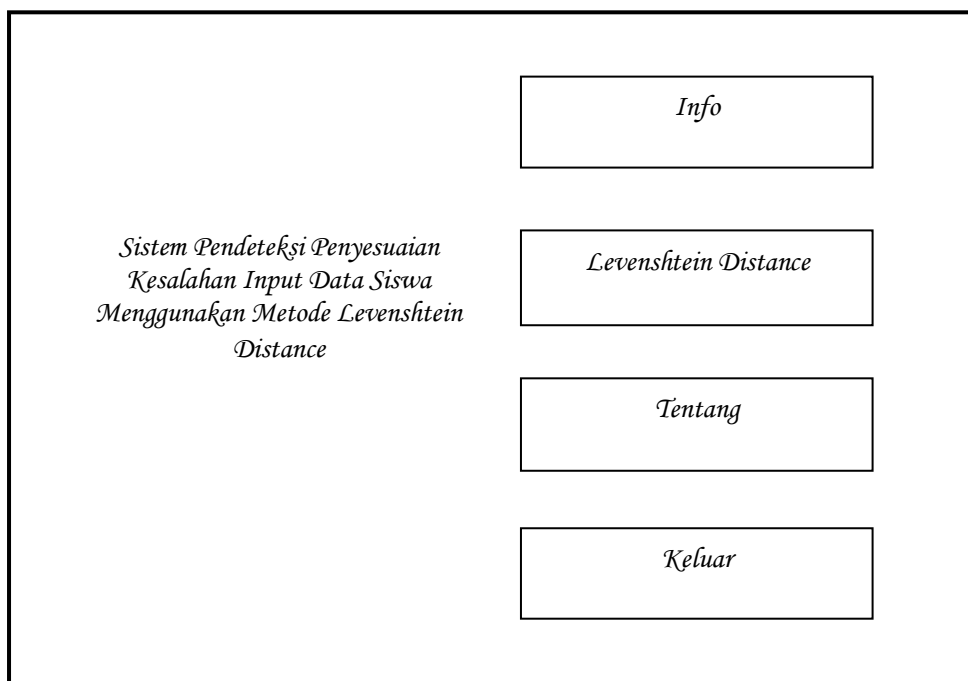 Sistem Pendeteksi Penyesuaian
Kesalahan Input Data Siswa
Menggunakan Metode Levenshtein
Distance
Info
Levenshtein Distance
Tentang
Keluar